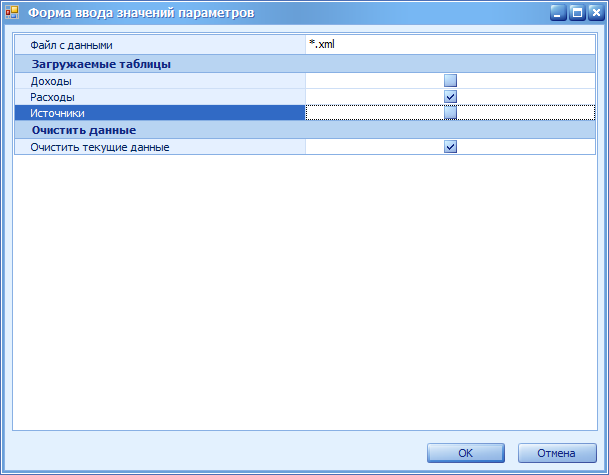 Форма ввода значений параметров
Файл с данными *.xml
Загружаемые таблицы
Доходы
Расходы
Источники
Очистить данные
Очистить текущие данные
OK Отмена